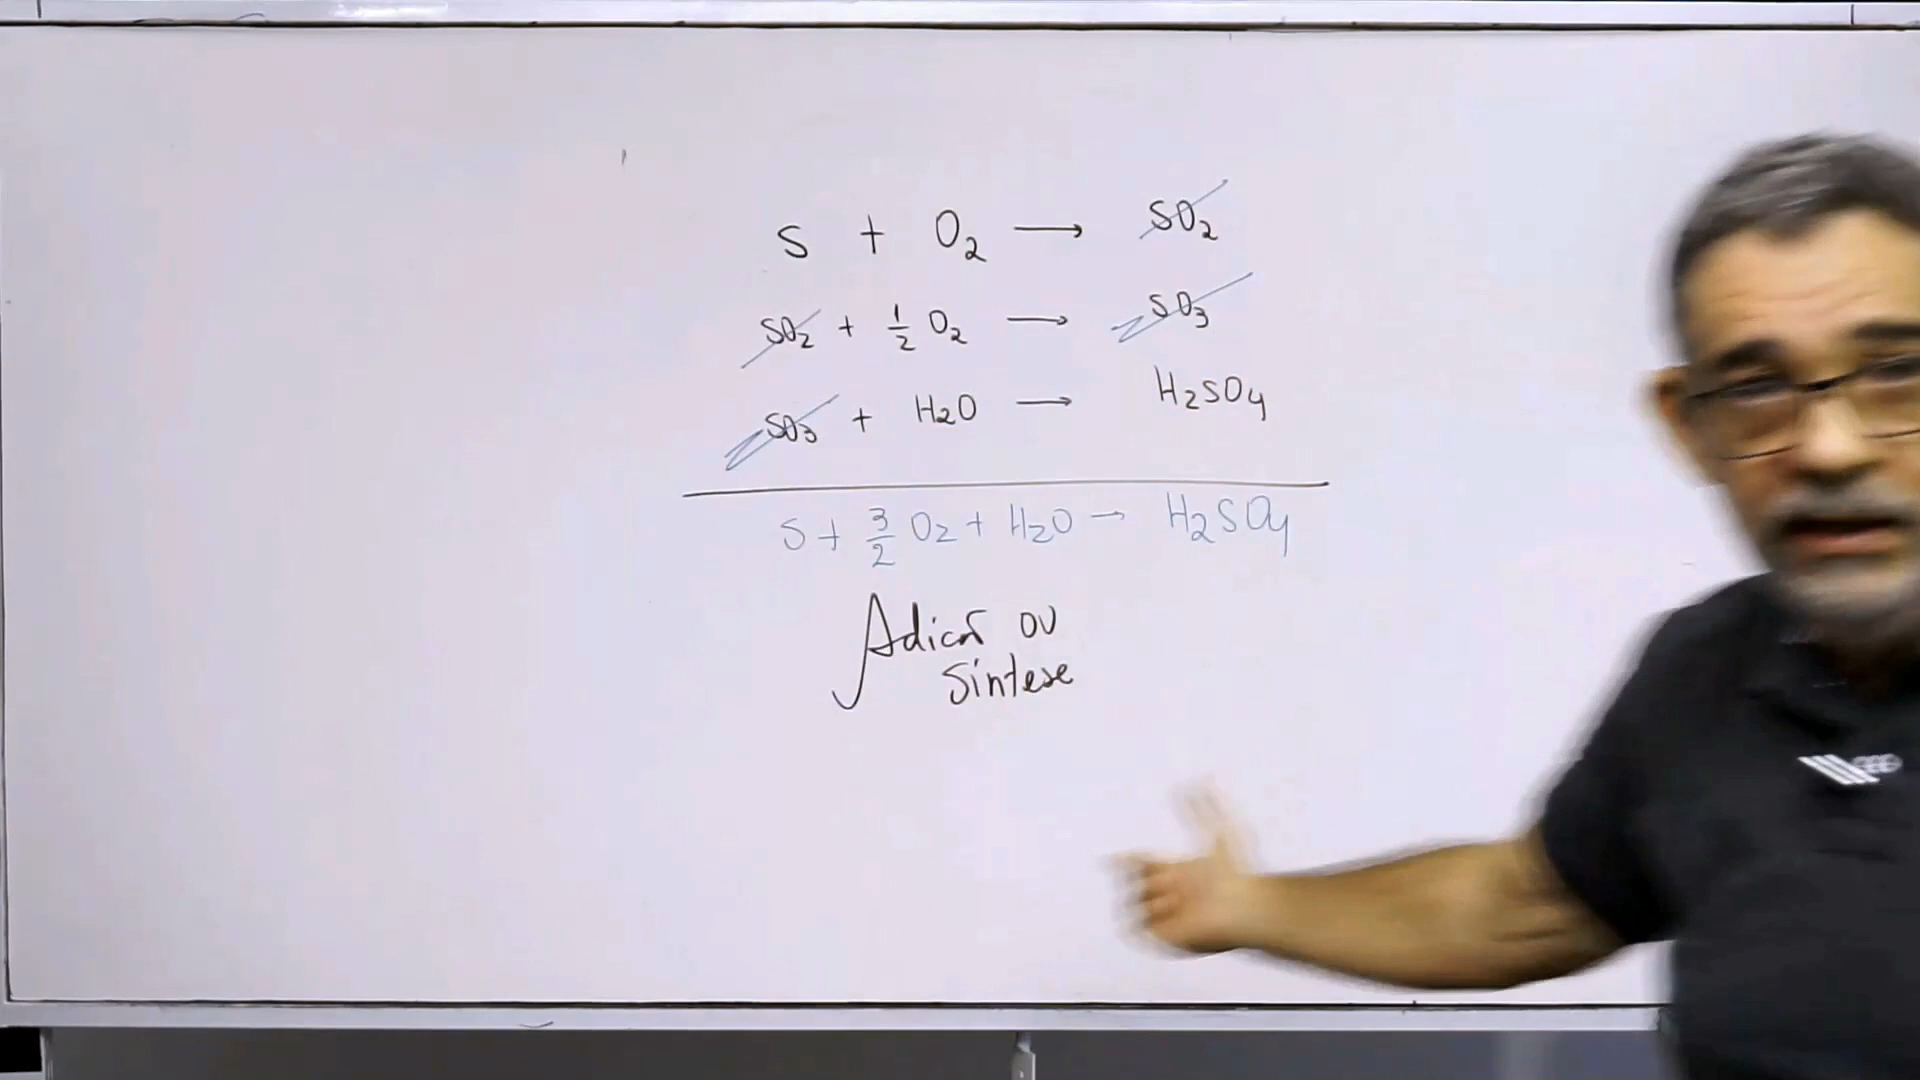 S + O₂ → SO₂
SO₂ + 1/2 O₂ → SO₃
SO₃ + H₂O → H₂SO₄
S + 3/2 O₂ + H₂O → H₂SO₄
Adição ou
Síntese